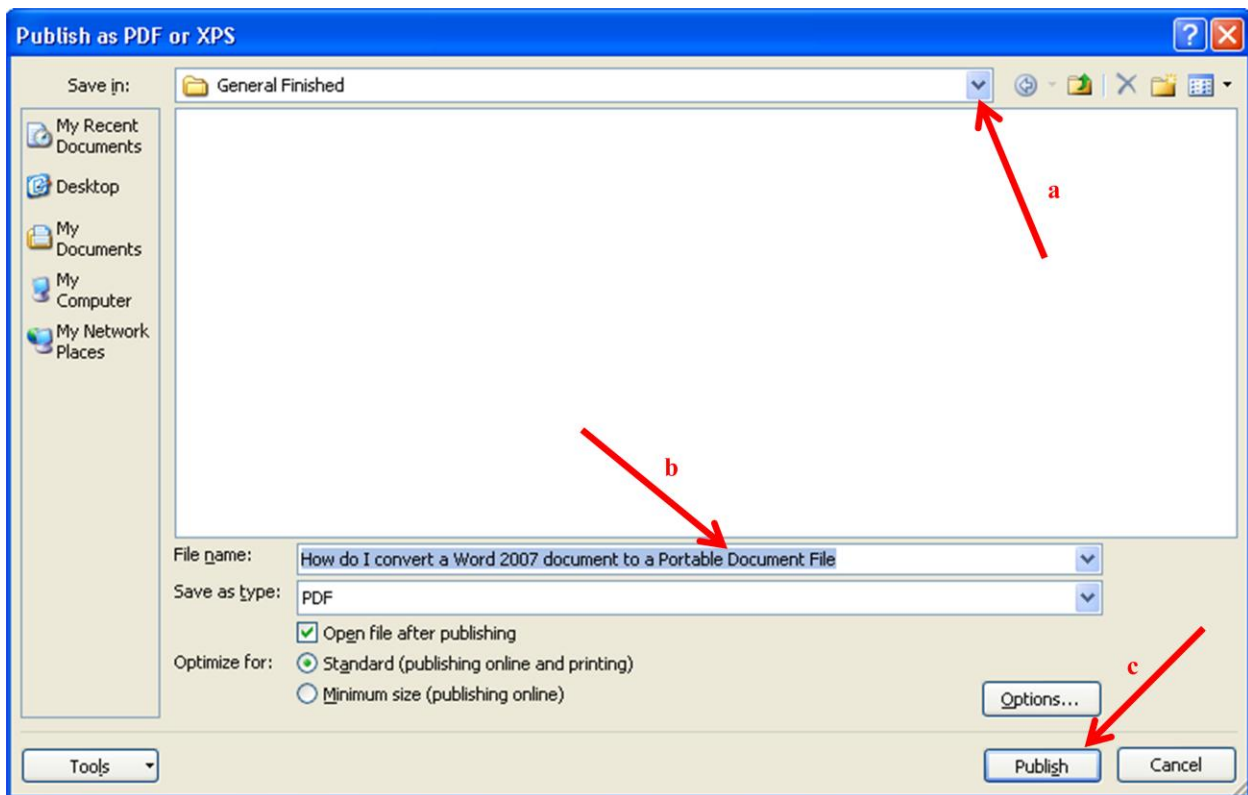 Publish as PDF or XPS
Save in:
General Finished
My Recent
Documents
Desktop
My
Documents
My
Computer
My Network
Places
a
b
File name:
How do I convert a Word 2007 document to a Portable Document File
Save as type:
PDF
Open file after publishing
Optimize for:
Standard (publishing online and printing)
Minimum size (publishing online)
c
Options...
Tools
Publish
Cancel